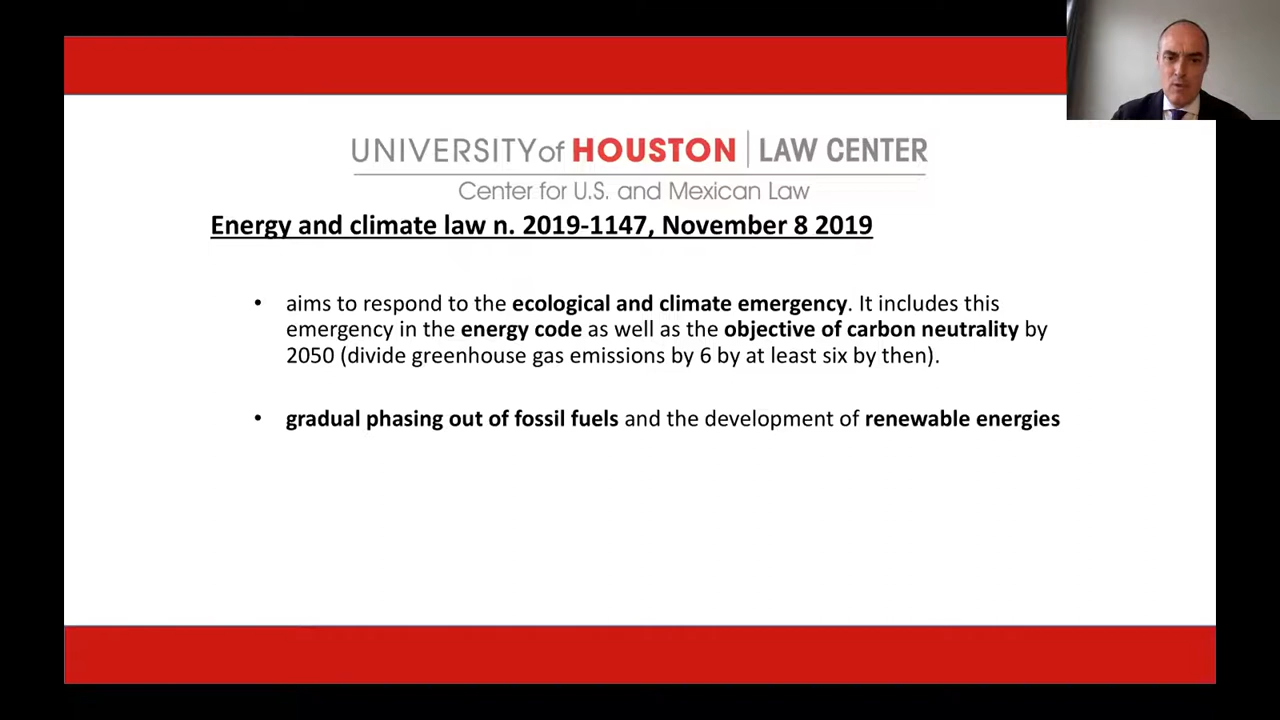 UNIVERSITY of HOUSTON | LAW CENTER
Center for U.S. and Mexican Law
Energy and climate law n. 2019-1147, November 8 2019
• aims to respond to the ecological and climate emergency. It includes this
emergency in the energy code as well as the objective of carbon neutrality by
2050 (divide greenhouse gas emissions by 6 by at least six by then).
• gradual phasing out of fossil fuels and the development of renewable energies